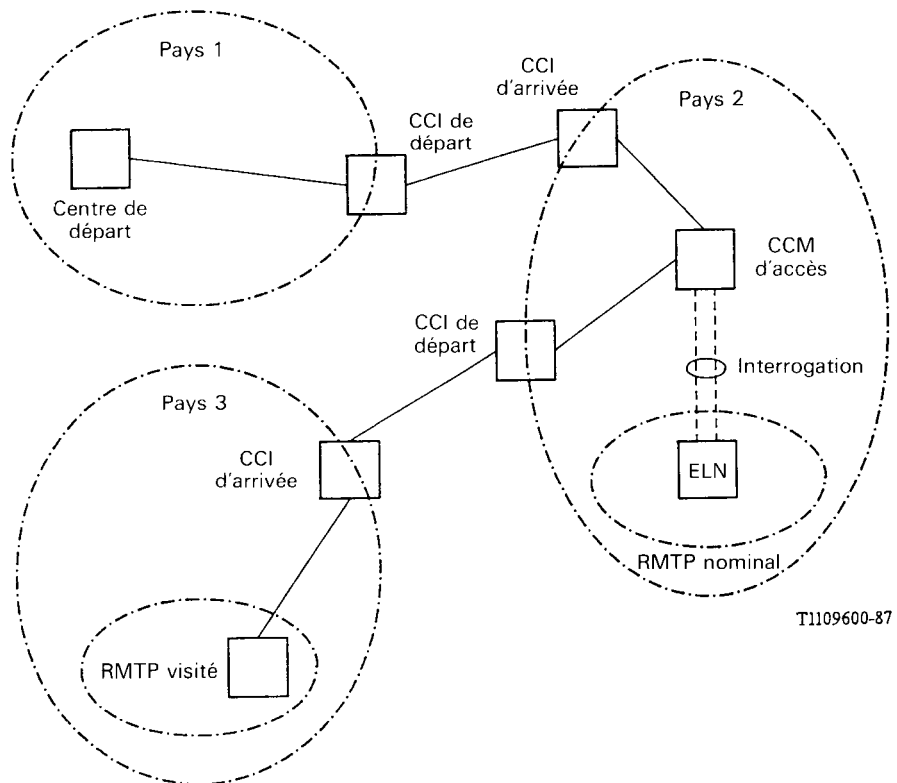 Pays 1
CCI
d'arrivée
Pays 2
CCI de
départ
Centre de
départ
CCM
d'accès
CCI de
départ
Interrogation
Pays 3
CCI
d'arrivée
ELN
RMTP nominal
T1109600-87
RMTP visité